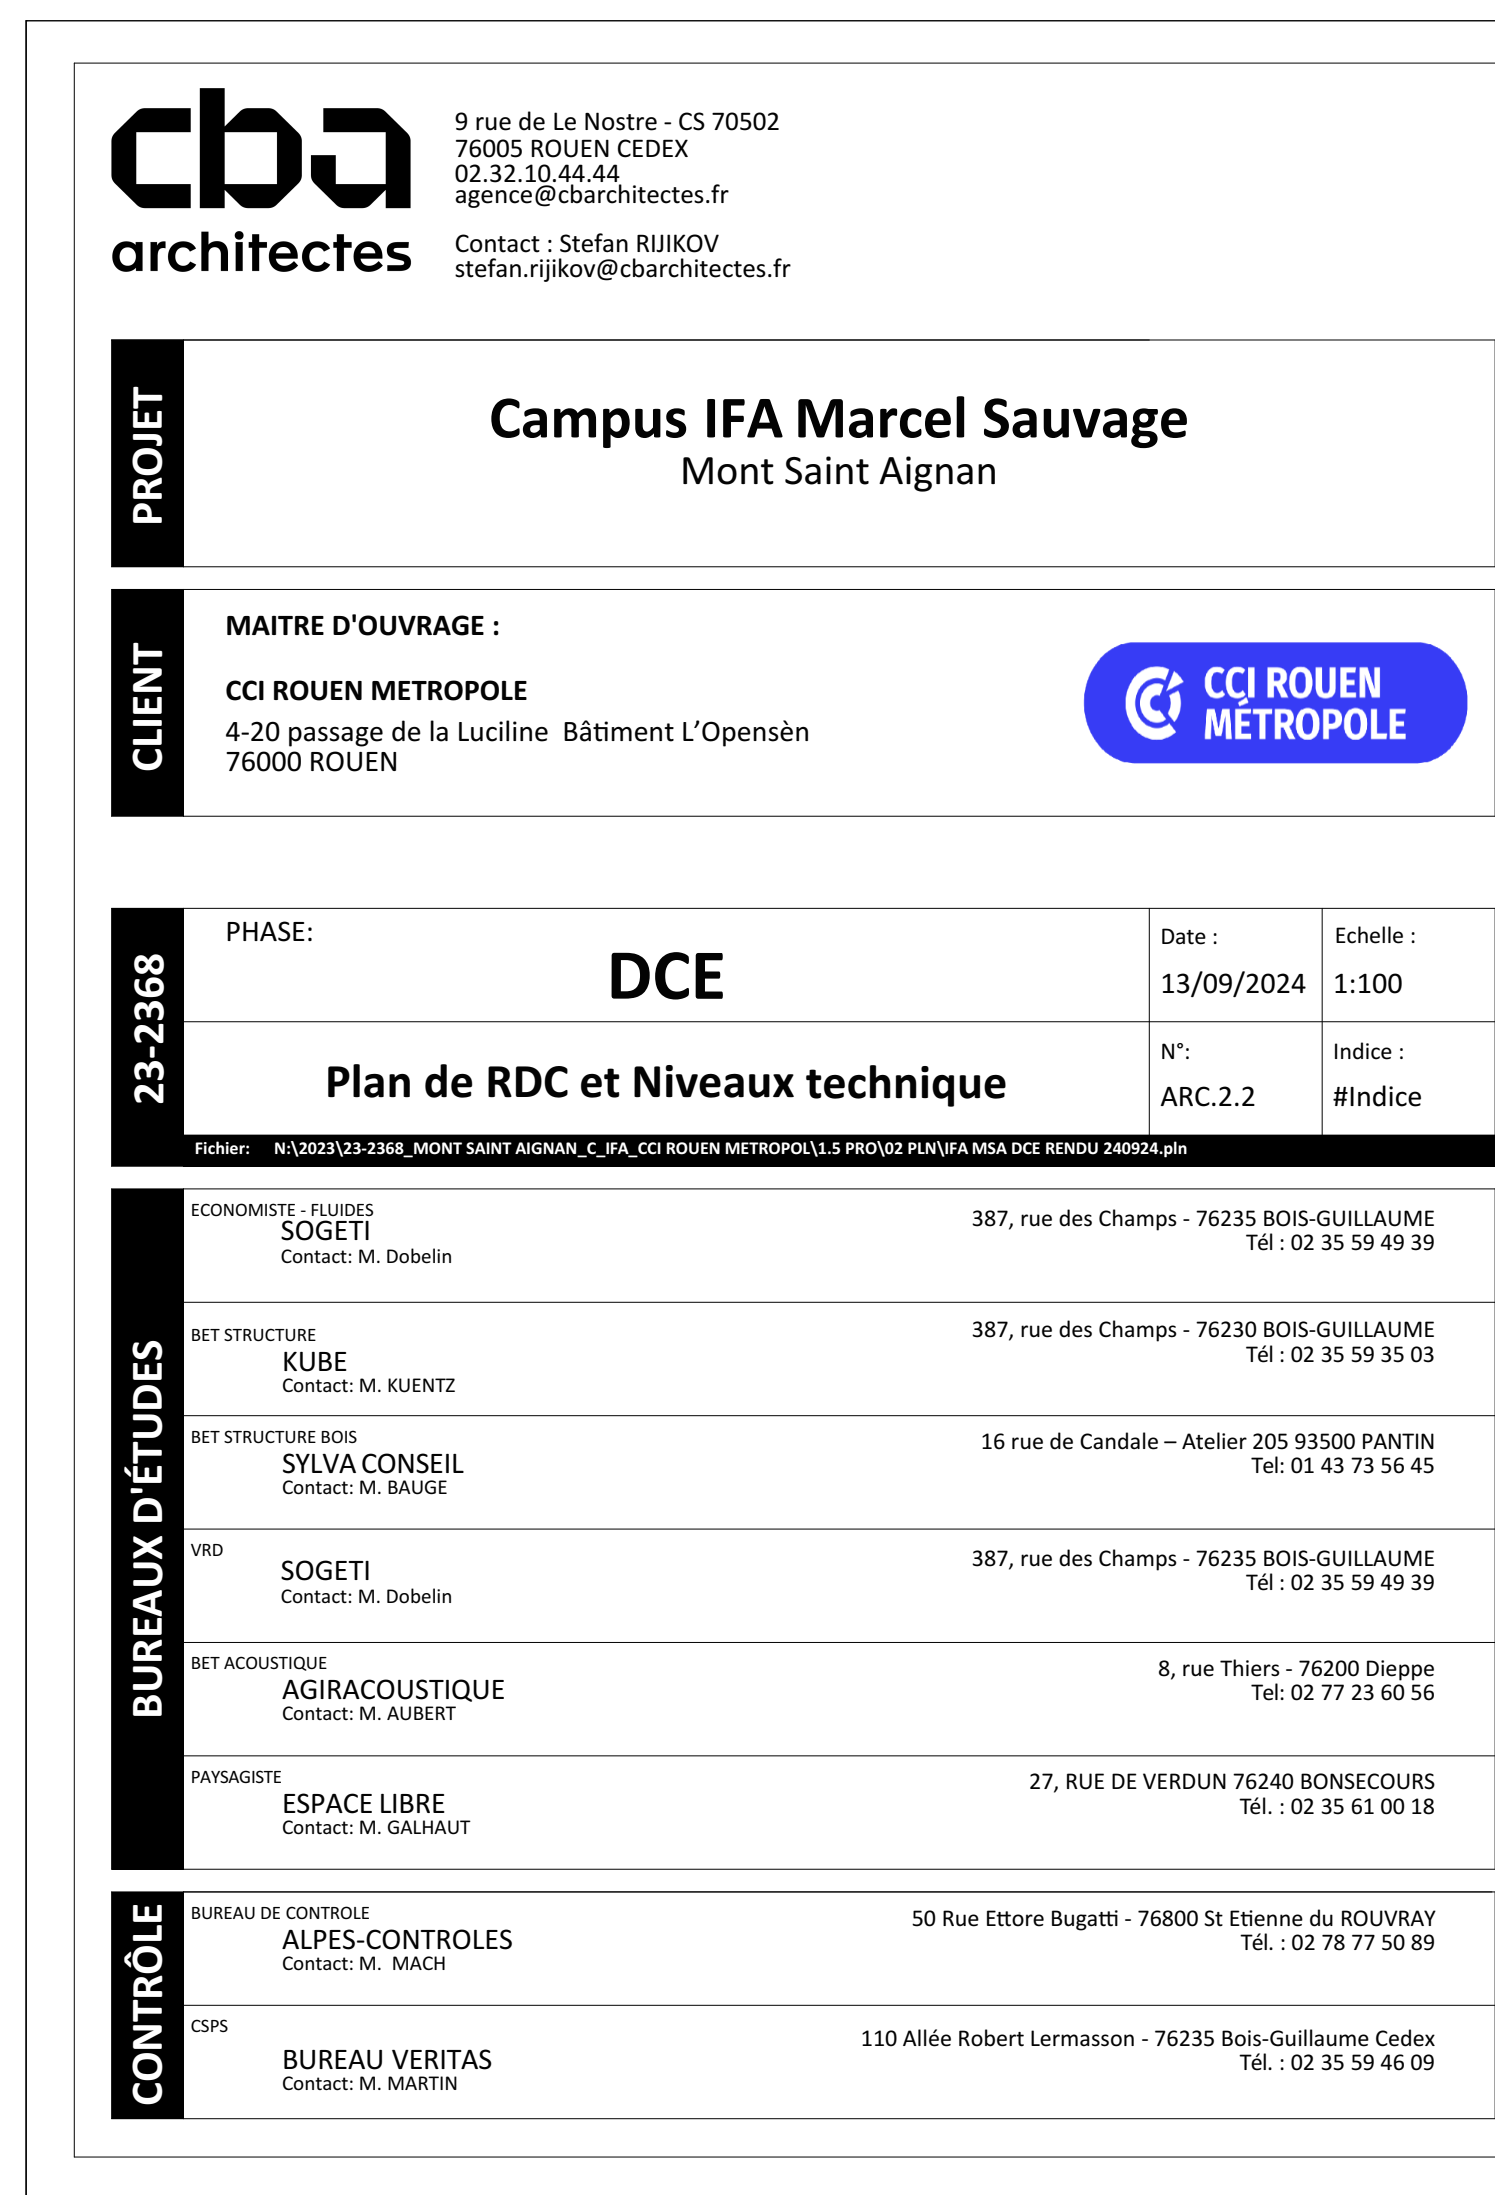 cba
architectes
9 rue de Le Nostre - CS 70502
76005 ROUEN CEDEX
02.32.10.44.44
agence@cbarchitectes.fr
Contact : Stefan RIJIKOV
stefan.rijikov@cbarchitectes.fr
PROJET
Campus IFA Marcel Sauvage
Mont Saint Aignan
CLIENT
MAITRE D'OUVRAGE :
CCI ROUEN METROPOLE
4-20 passage de la Luciline  Bâtiment L’Opensèn
76000 ROUEN
CCI ROUEN
MÉTROPOLE
23-2368
PHASE:
DCE
Date :
13/09/2024
Echelle :
1:100
Plan de RDC et Niveaux technique
N°:
ARC.2.2
Indice :
#Indice
Fichier: N:\2023\23-2368_MONT SAINT AIGNAN_C_IFA_CCI ROUEN METROPOL\1.5 PRO\02 PLN\IFA MSA DCE RENDU 240924.pln
BUREAUX D'ÉTUDES
ECONOMISTE - FLUIDES
SOGETI
Contact: M. Dobelin
387, rue des Champs - 76235 BOIS-GUILLAUME
Tél : 02 35 59 49 39
BET STRUCTURE
KUBE
Contact: M. KUENTZ
387, rue des Champs - 76230 BOIS-GUILLAUME
Tél : 02 35 59 35 03
BET STRUCTURE BOIS
SYLVA CONSEIL
Contact: M. BAUGE
16 rue de Candale – Atelier 205 93500 PANTIN
Tel: 01 43 73 56 45
VRD
SOGETI
Contact: M. Dobelin
387, rue des Champs - 76235 BOIS-GUILLAUME
Tél : 02 35 59 49 39
BET ACOUSTIQUE
AGIRACOUSTIQUE
Contact: M. AUBERT
8, rue Thiers - 76200 Dieppe
Tel: 02 77 23 60 56
PAYSAGISTE
ESPACE LIBRE
Contact: M. GALHAUT
27, RUE DE VERDUN 76240 BONSECOURS
Tél. : 02 35 61 00 18
CONTRÔLE
BUREAU DE CONTROLE
ALPES-CONTROLES
Contact: M.  MACH
50 Rue Ettore Bugatti - 76800 St Etienne du ROUVRAY
Tél. : 02 78 77 50 89
CSPS
BUREAU VERITAS
Contact: M. MARTIN
110 Allée Robert Lermasson - 76235 Bois-Guillaume Cedex
Tél. : 02 35 59 46 09